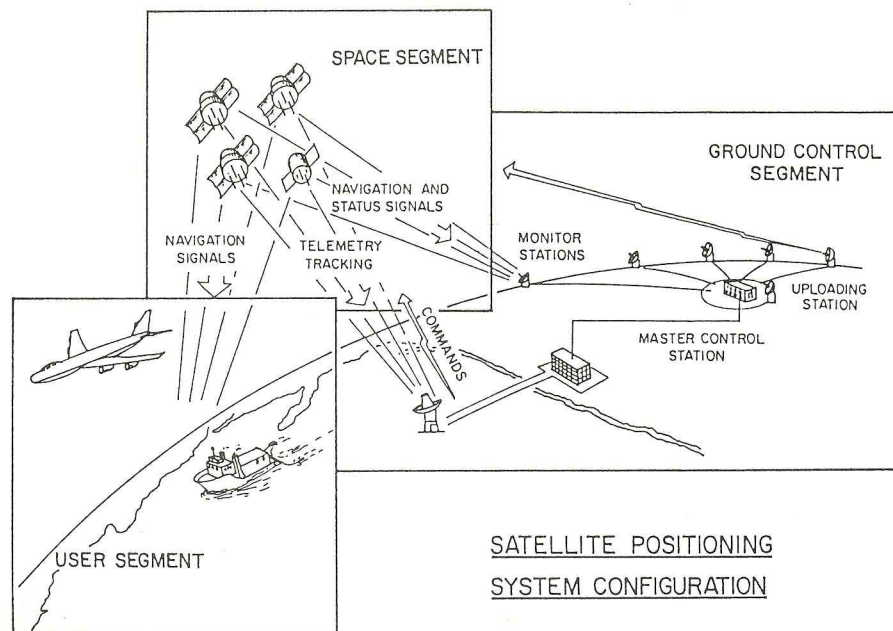 SPACE SEGMENT
GROUND CONTROL
SEGMENT
NAVIGATION AND
STATUS SIGNALS
NAVIGATION
SIGNALS
TELEMETRY
TRACKING
MONITOR
STATIONS
UPLOADING
STATION
MASTER CONTROL
STATION
COMMANDS
USER SEGMENT
SATELLITE POSITIONING
SYSTEM CONFIGURATION